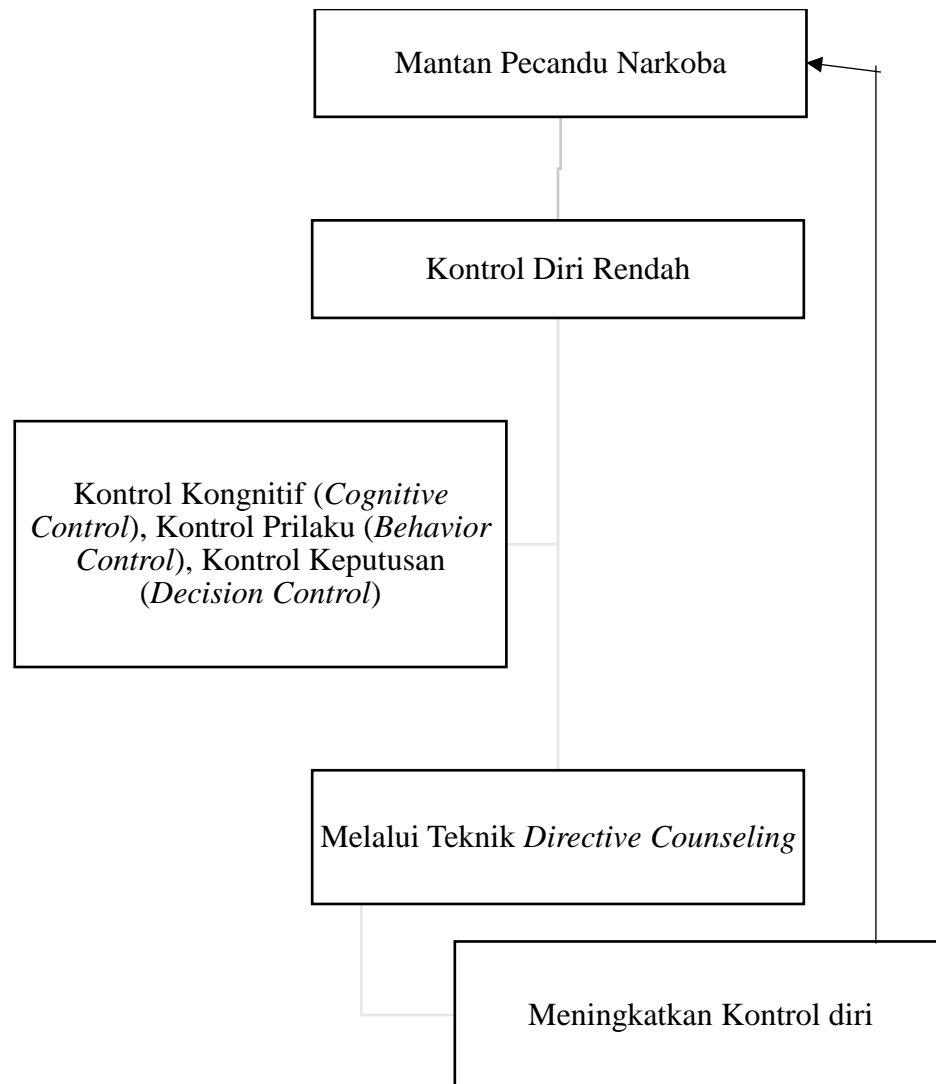 Mantan Pecandu Narkoba
Kontrol Diri Rendah
Kontrol Kongnitif (Cognitive
Control), Kontrol Prilaku (Behavior
Control), Kontrol Keputusan
(Decision Control)
Melalui Teknik Directive Counseling
Meningkatkan Kontrol diri